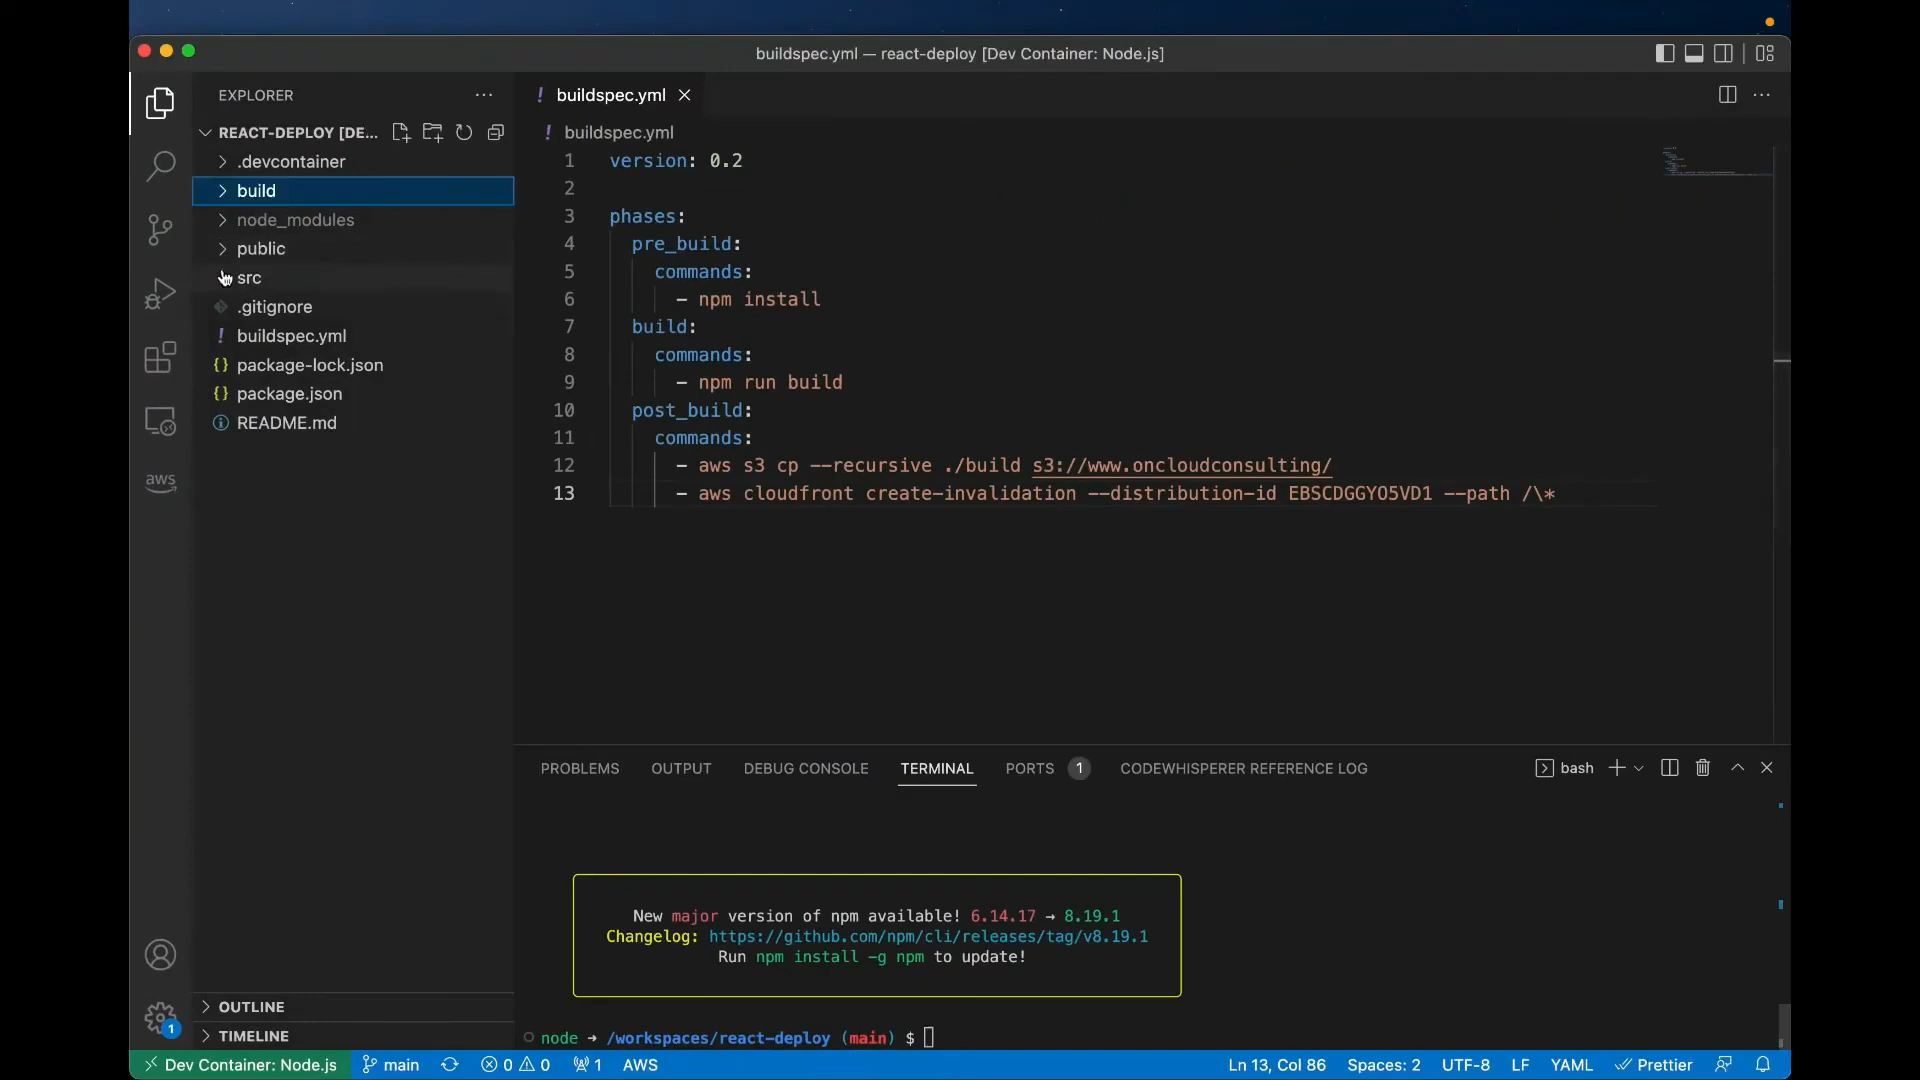 buildspec.yml — react-deploy [Dev Container: Node.js]
EXPLORER
REACT-DEPLOY [DE...
.devcontainer
build
node_modules
public
src
.gitignore
buildspec.yml
package-lock.json
package.json
README.md
OUTLINE
TIMELINE
aws
1
buildspec.yml
buildspec.yml
1 version: 0.2
2
3 phases:
4 pre_build:
5 commands:
6 - npm install
7 build:
8 commands:
9 - npm run build
10 post_build:
11 commands:
12 - aws s3 cp --recursive ./build s3://www.oncloudconsulting/
13 - aws cloudfront create-invalidation --distribution-id EBSCDGGYO5VD1 --path /\*
PROBLEMS OUTPUT DEBUG CONSOLE TERMINAL PORTS 1 CODEWHISPERER REFERENCE LOG bash
New major version of npm available! 6.14.17 → 8.19.1
Changelog: https://github.com/npm/cli/releases/tag/v8.19.1
Run npm install -g npm to update!
node ➜ /workspaces/react-deploy (main) $
Dev Container: Node.js main 0 0 1 AWS Ln 13, Col 86 Spaces: 2 UTF-8 LF YAML Prettier